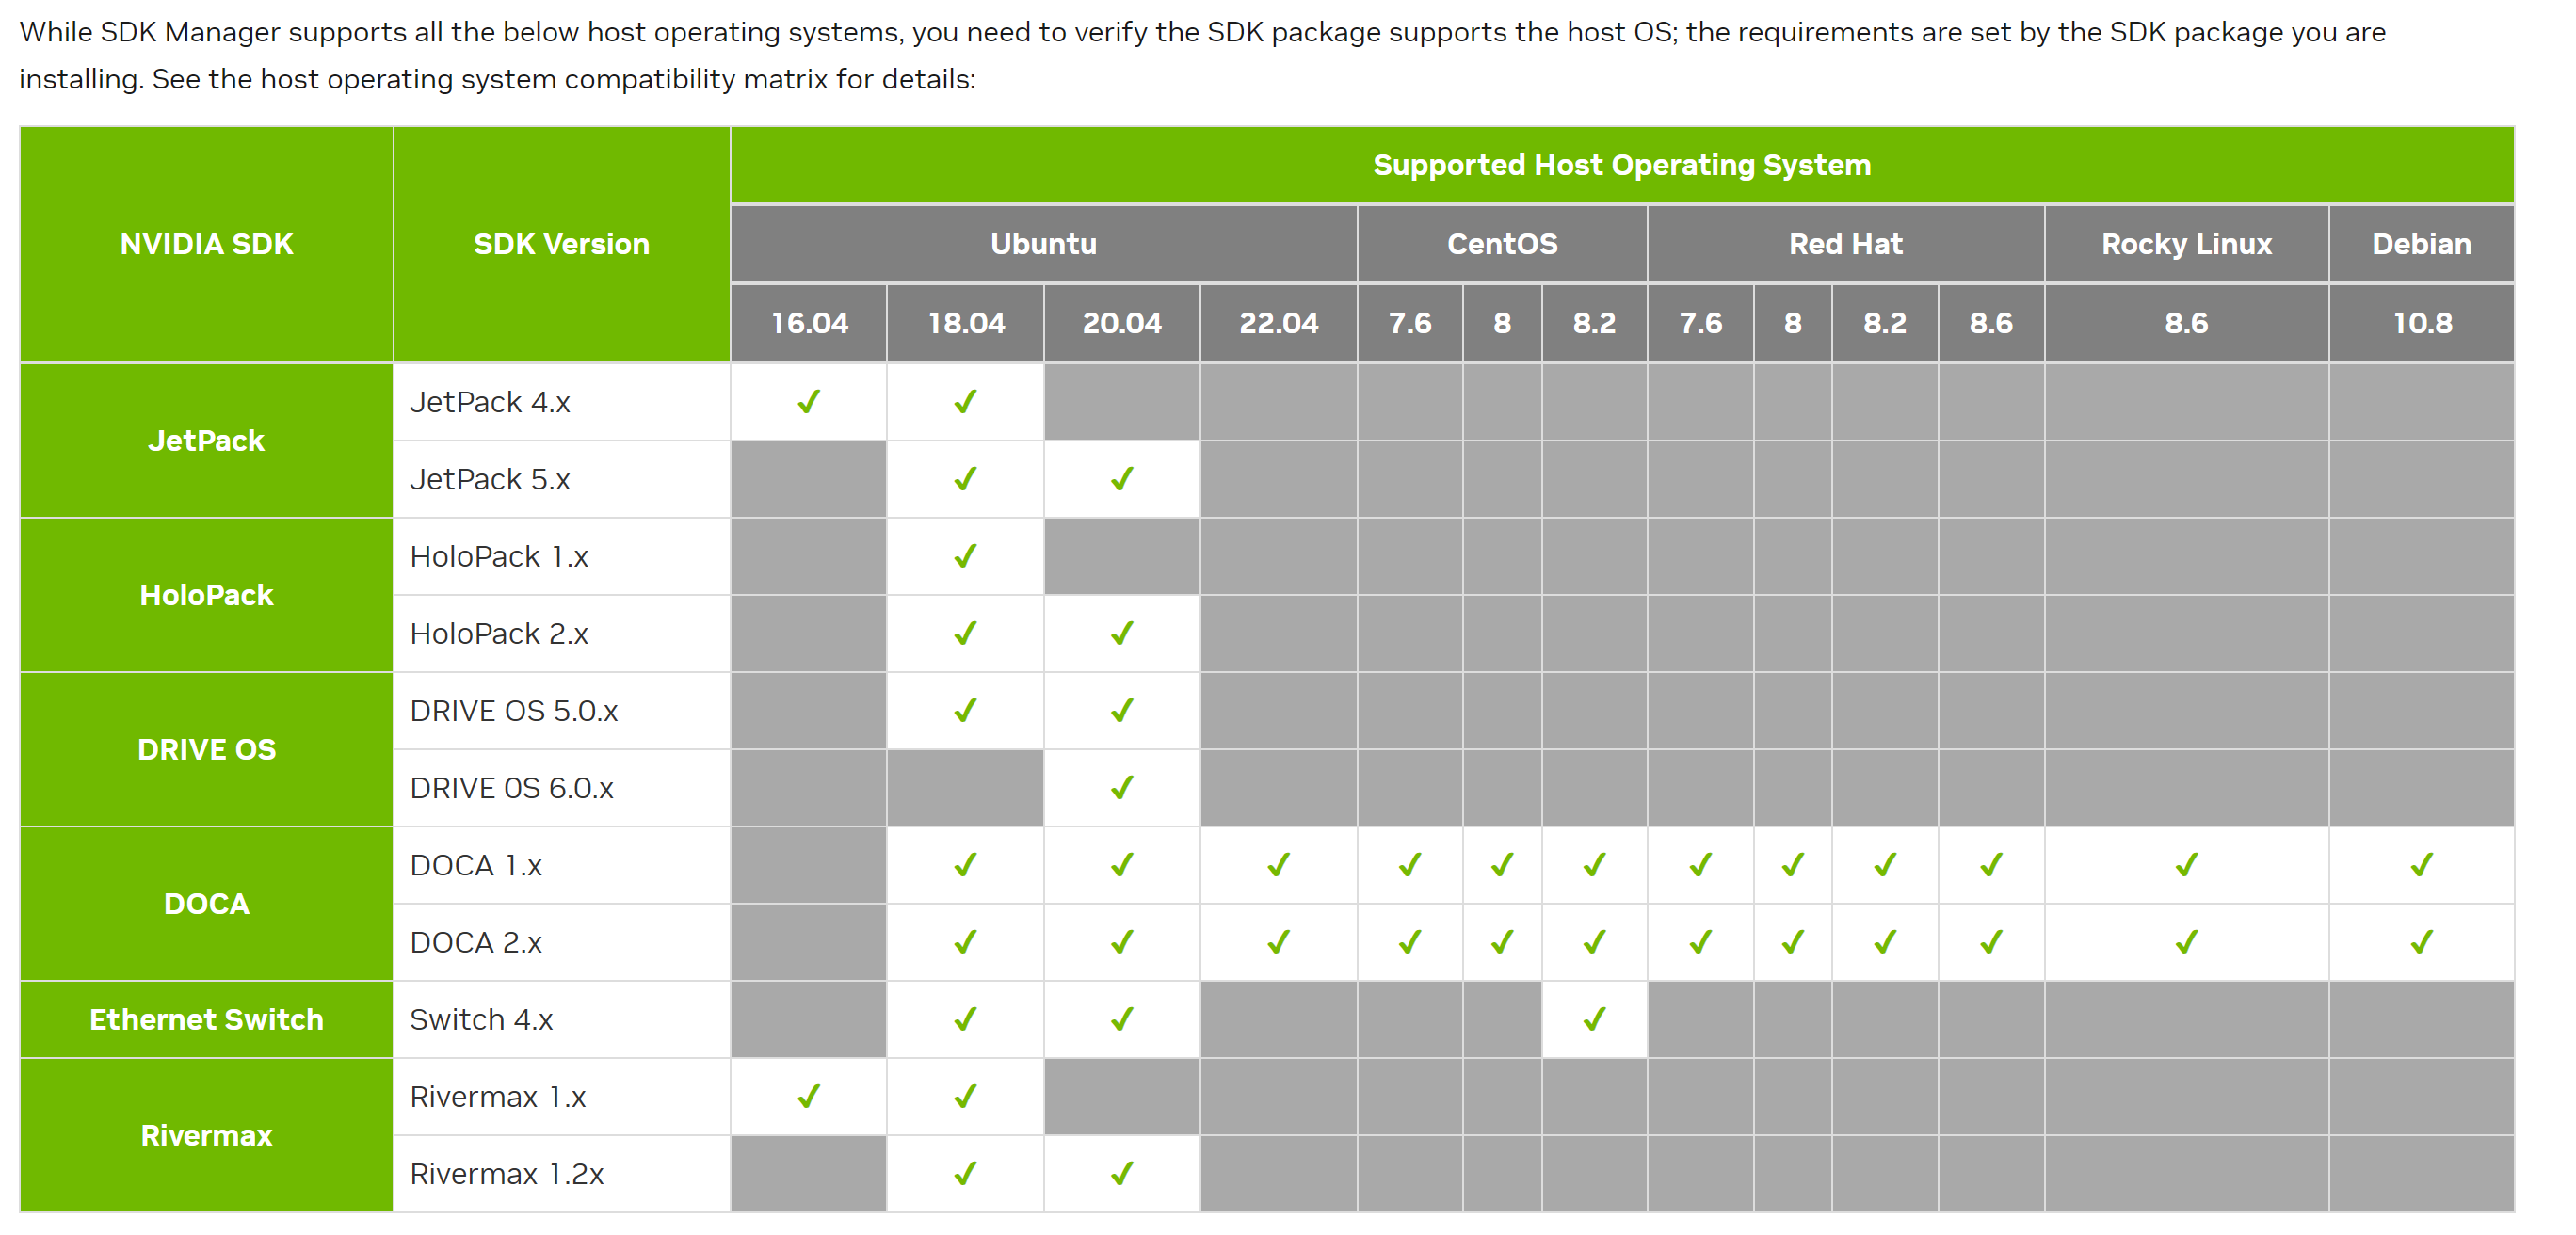 While SDK Manager supports all the below host operating systems, you need to verify the SDK package supports the host OS; the requirements are set by the SDK package you are
installing. See the host operating system compatibility matrix for details:
NVIDIA SDK SDK Version Supported Host Operating System
Ubuntu CentOS Red Hat Rocky Linux Debian
16.04 18.04 20.04 22.04 7.6 8 8.2 7.6 8 8.2 8.6 8.6 10.8
JetPack JetPack 4.x ✓ ✓
JetPack 5.x ✓ ✓
HoloPack HoloPack 1.x ✓
HoloPack 2.x ✓ ✓
DRIVE OS DRIVE OS 5.0.x ✓ ✓
DRIVE 0S 6.0.x ✓
DOCA DOCA 1.x ✓ ✓ ✓ ✓ ✓ ✓ ✓ ✓ ✓ ✓ ✓ ✓
DOCA 2.x ✓ ✓ ✓ ✓ ✓ ✓ ✓ ✓ ✓ ✓ ✓ ✓
Ethernet Switch Switch 4.x ✓ ✓ ✓
Rivermax Rivermax 1.x ✓ ✓
Rivermax 1.2x ✓ ✓